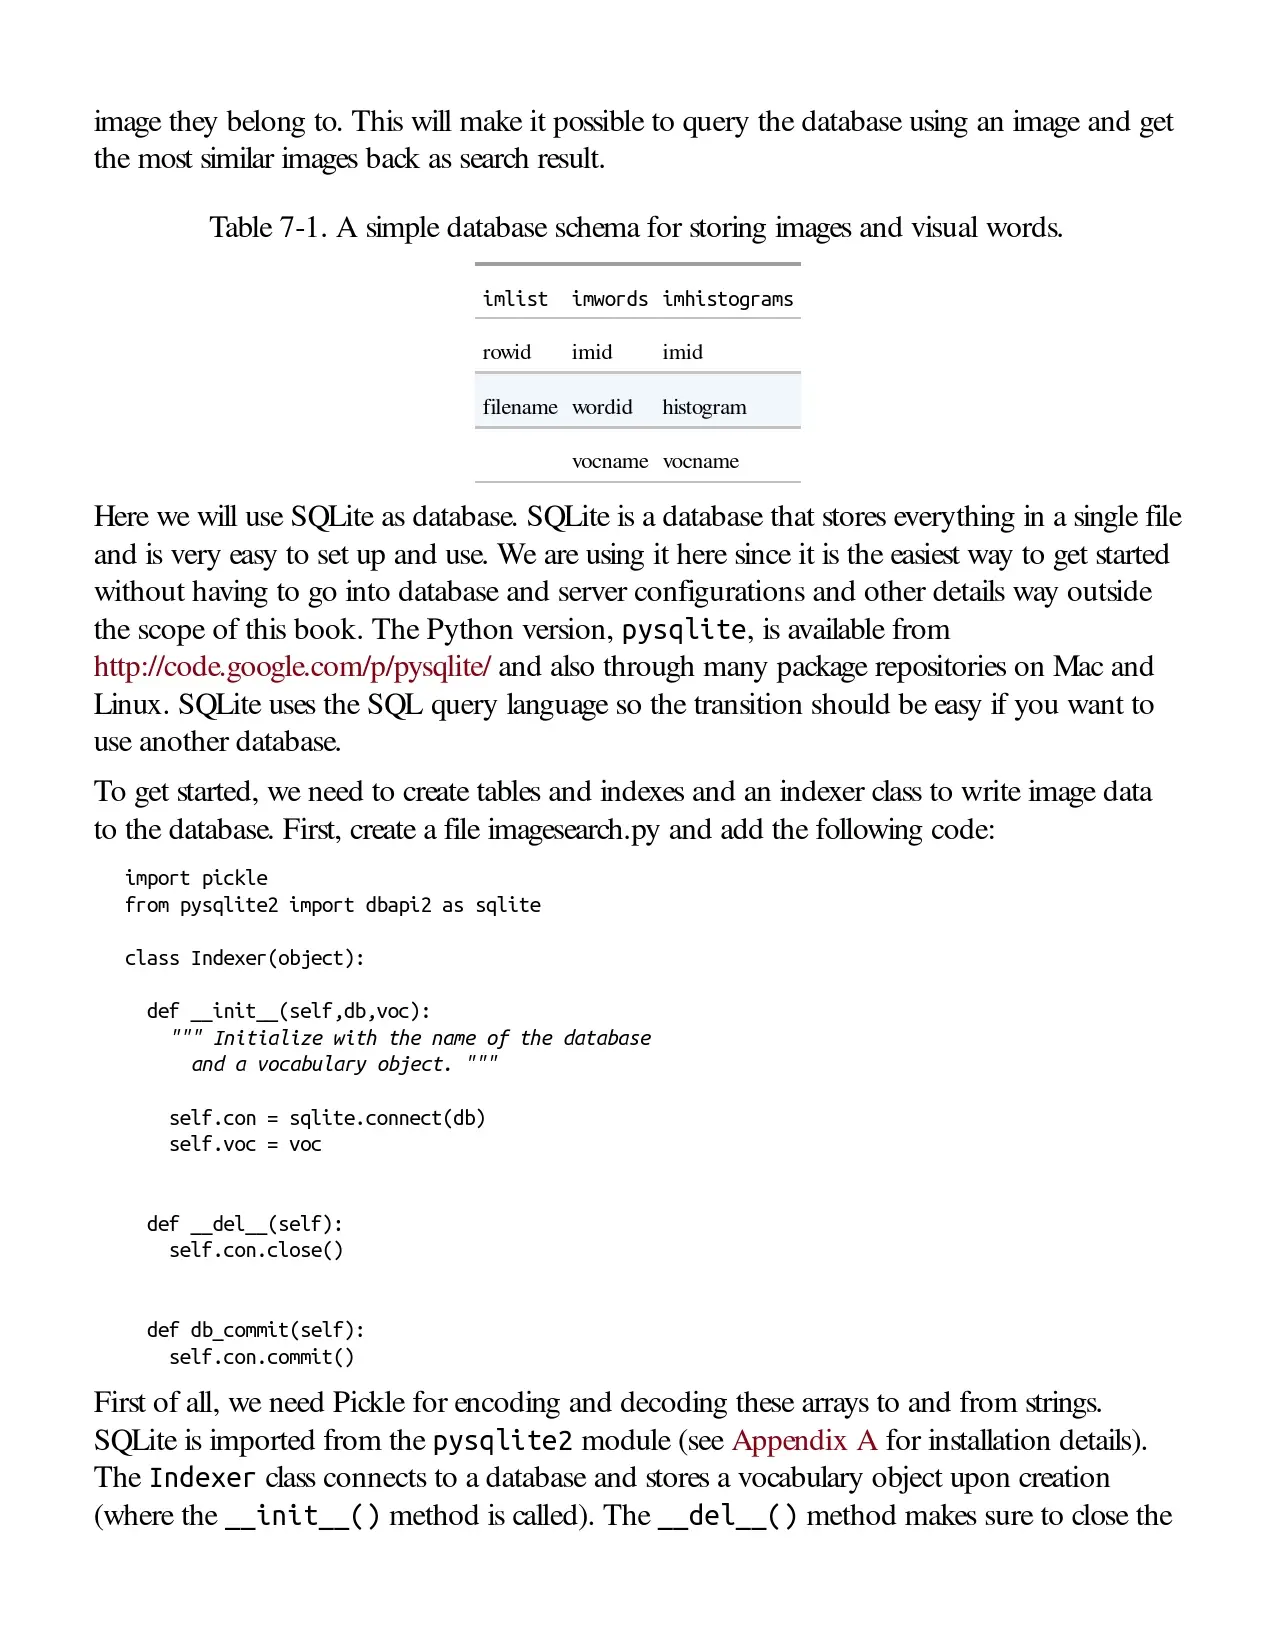 image they belong to. This will make it possible to query the database using an image and get
the most similar images back as search result.
Table 7-1. A simple database schema for storing images and visual words.
imlist imwords imhistograms
rowid imid imid
filename wordid histogram
vocname vocname
Here we will use SQLite as database. SQLite is a database that stores everything in a single file
and is very easy to set up and use. We are using it here since it is the easiest way to get started
without having to go into database and server configurations and other details way outside
the scope of this book. The Python version, pysqlite, is available from
http://code.google.com/p/pysqlite/ and also through many package repositories on Mac and
Linux. SQLite uses the SQL query language so the transition should be easy if you want to
use another database.
To get started, we need to create tables and indexes and an indexer class to write image data
to the database. First, create a file imagesearch.py and add the following code:
import pickle
from pysqlite2 import dbapi2 as sqlite
class Indexer(object):
def __init__(self,db,voc):
""" Initialize with the name of the database
and a vocabulary object. """
self.con = sqlite.connect(db)
self.voc = voc
def __del__(self):
self.con.close()
def db_commit(self):
self.con.commit()
First of all, we need Pickle for encoding and decoding these arrays to and from strings.
SQLite is imported from the pysqlite2 module (see Appendix A for installation details).
The Indexer class connects to a database and stores a vocabulary object upon creation
(where the __init__() method is called). The __del__() method makes sure to close the